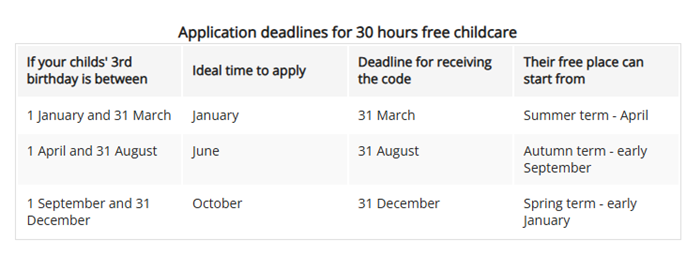 Application deadlines for 30 hours free childcare
If your childs' 3rd birthday is between | Ideal time to apply | Deadline for receiving the code | Their free place can start from
1 January and 31 March | January | 31 March | Summer term - April
1 April and 31 August | June | 31 August | Autumn term - early September
1 September and 31 December | October | 31 December | Spring term - early January